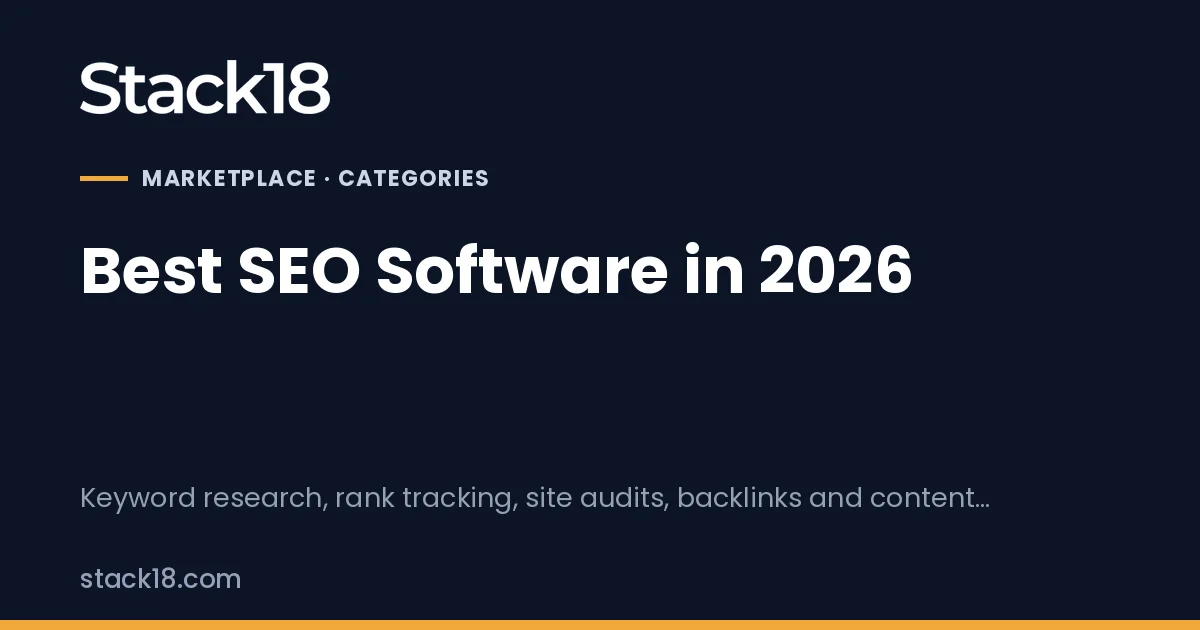 Stack18
MARKETPLACE · CATEGORIES
Best SEO Software in 2026
Keyword research, rank tracking, site audits, backlinks and content...
stack18.com